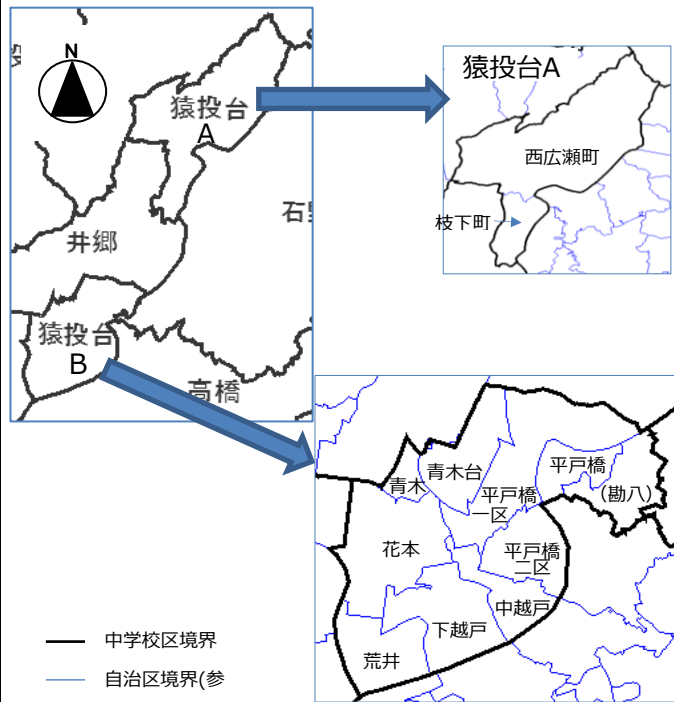 N
猿投台
A
井郷
石
猿投台
B
高橋
猿投台A
西広瀬町
枝下町
青木
青木台
平戸橋
一区
平戸橋
(勘八)
花本
平戸橋
二区
中越戸
下越戸
荒井
中学校区境界
自治区境界(参